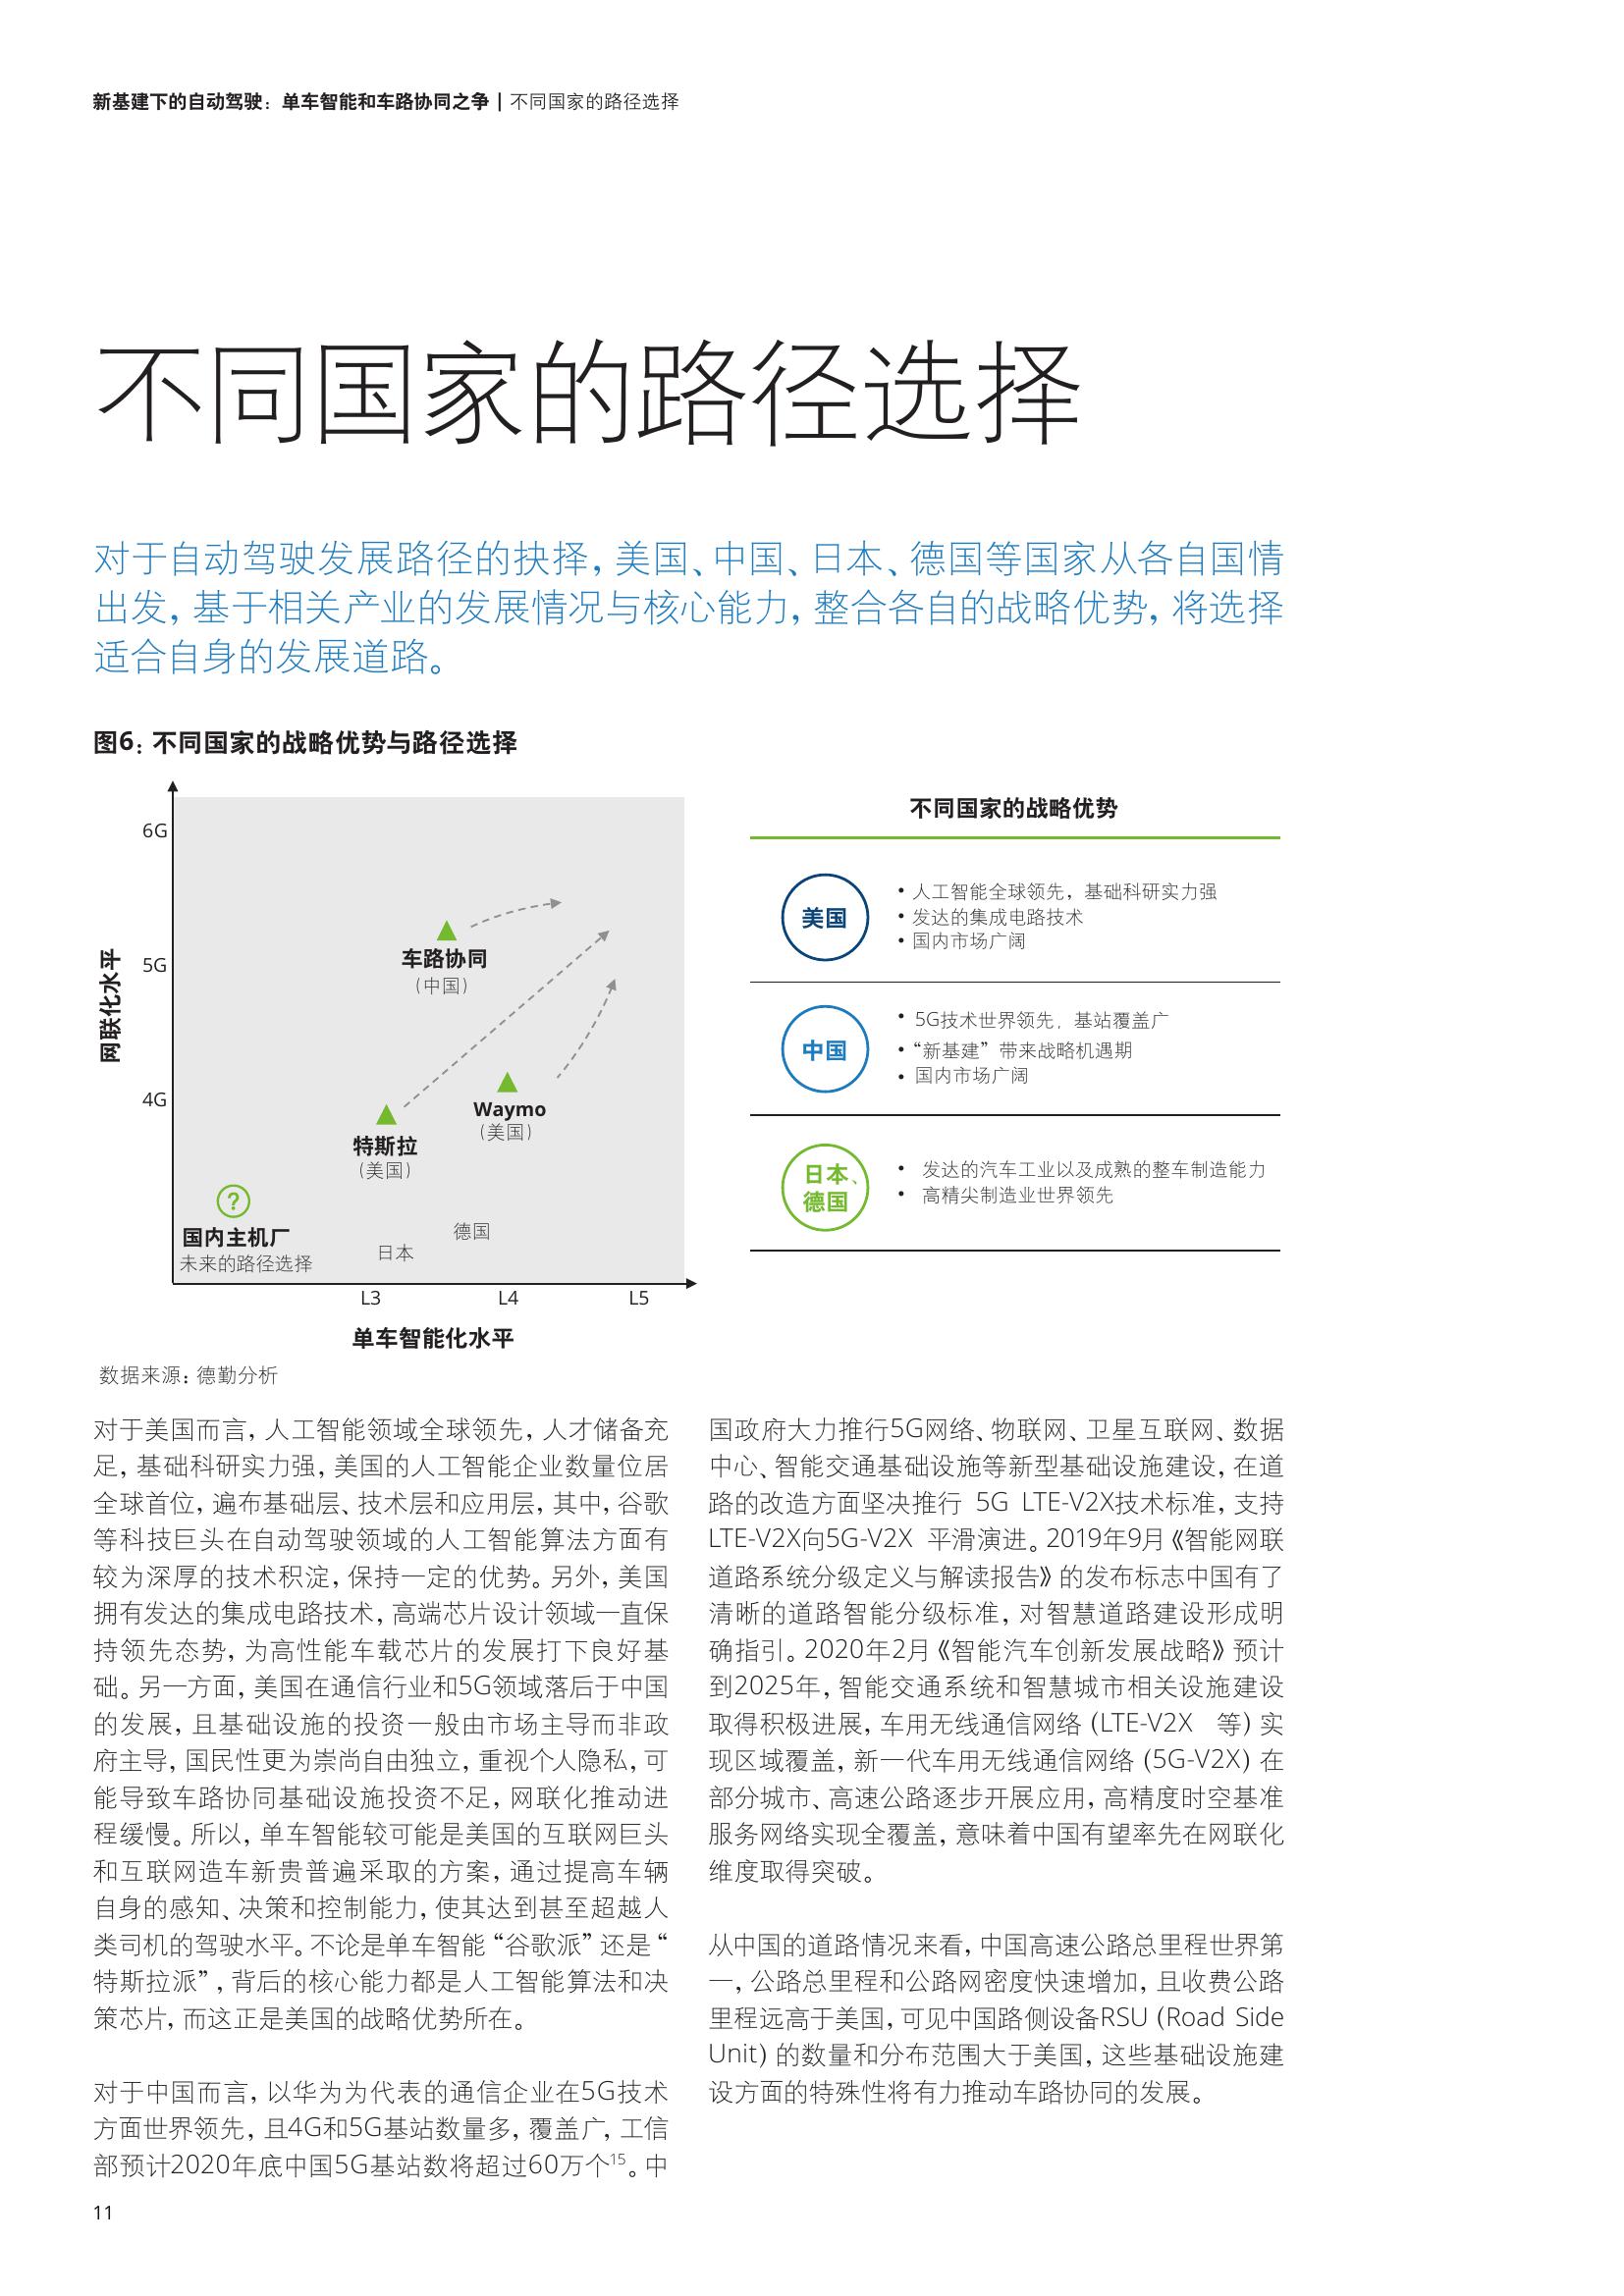 新基建下的自动驾驶：单车智能和车路协同之争 | 不同国家的路径选择
不同国家的路径选择
对于自动驾驶发展路径的抉择，美国、中国、日本、德国等国家从各自国情
出发，基于相关产业的发展情况与核心能力，整合各自的战略优势，将选择
适合自身的发展道路。
图6：不同国家的战略优势与路径选择
网联化水平
6G
5G
4G
车路协同
（中国）
Waymo
（美国）
特斯拉
（美国）
?
国内主机厂
未来的路径选择
德国
日本
L3
L4
L5
单车智能化水平
不同国家的战略优势
美国
• 人工智能全球领先，基础科研实力强
• 发达的集成电路技术
• 国内市场广阔
中国
• 5G技术世界领先，基站覆盖广
• “新基建”带来战略机遇期
• 国内市场广阔
日本、
德国
• 发达的汽车工业以及成熟的整车制造能力
• 高精尖制造业世界领先
数据来源：德勤分析
对于美国而言，人工智能领域全球领先，人才储备充
足，基础科研实力强，美国的人工智能企业数量位居
全球首位，遍布基础层、技术层和应用层，其中，谷歌
等科技巨头在自动驾驶领域的人工智能算法方面有
较为深厚的技术积淀，保持一定的优势。另外，美国
拥有发达的集成电路技术，高端芯片设计领域一直保
持领先态势，为高性能车载芯片的发展打下良好基
础。另一方面，美国在通信行业和5G领域落后于中国
的发展，且基础设施的投资一般由市场主导而非政
府主导，国民性更为崇尚自由独立，重视个人隐私，可
能导致车路协同基础设施投资不足，网联化推动进
程缓慢。所以，单车智能较可能是美国的互联网巨头
和互联网造车新贵普遍采取的方案，通过提高车辆
自身的感知、决策和控制能力，使其达到甚至超越人
类司机的驾驶水平。不论是单车智能“谷歌派”还是“
特斯拉派”，背后的核心能力都是人工智能算法和决
策芯片，而这正是美国的战略优势所在。
对于中国而言，以华为为代表的通信企业在5G技术
方面世界领先，且4G和5G基站数量多，覆盖广，工信
部预计2020年底中国5G基站数将超过60万个15。中
国政府大力推行5G网络、物联网、卫星互联网、数据
中心、智能交通基础设施等新型基础设施建设，在道
路的改造方面坚决推行 5G LTE-V2X技术标准，支持
LTE-V2X向5G-V2X 平滑演进。2019年9月《智能网联
道路系统分级定义与解读报告》的发布标志中国有了
清晰的道路智能分级标准，对智慧道路建设形成明
确指引。2020年2月《智能汽车创新发展战略》预计
到2025年，智能交通系统和智慧城市相关设施建设
取得积极进展，车用无线通信网络（LTE-V2X 等）实
现区域覆盖，新一代车用无线通信网络（5G-V2X）在
部分城市、高速公路逐步开展应用，高精度时空基准
服务网络实现全覆盖，意味着中国有望率先在网联化
维度取得突破。
从中国的道路情况来看，中国高速公路总里程世界第
一，公路总里程和公路网密度快速增加，且收费公路
里程远高于美国，可见中国路侧设备RSU（Road Side
Unit）的数量和分布范围大于美国，这些基础设施建
设方面的特殊性将有力推动车路协同的发展。
11